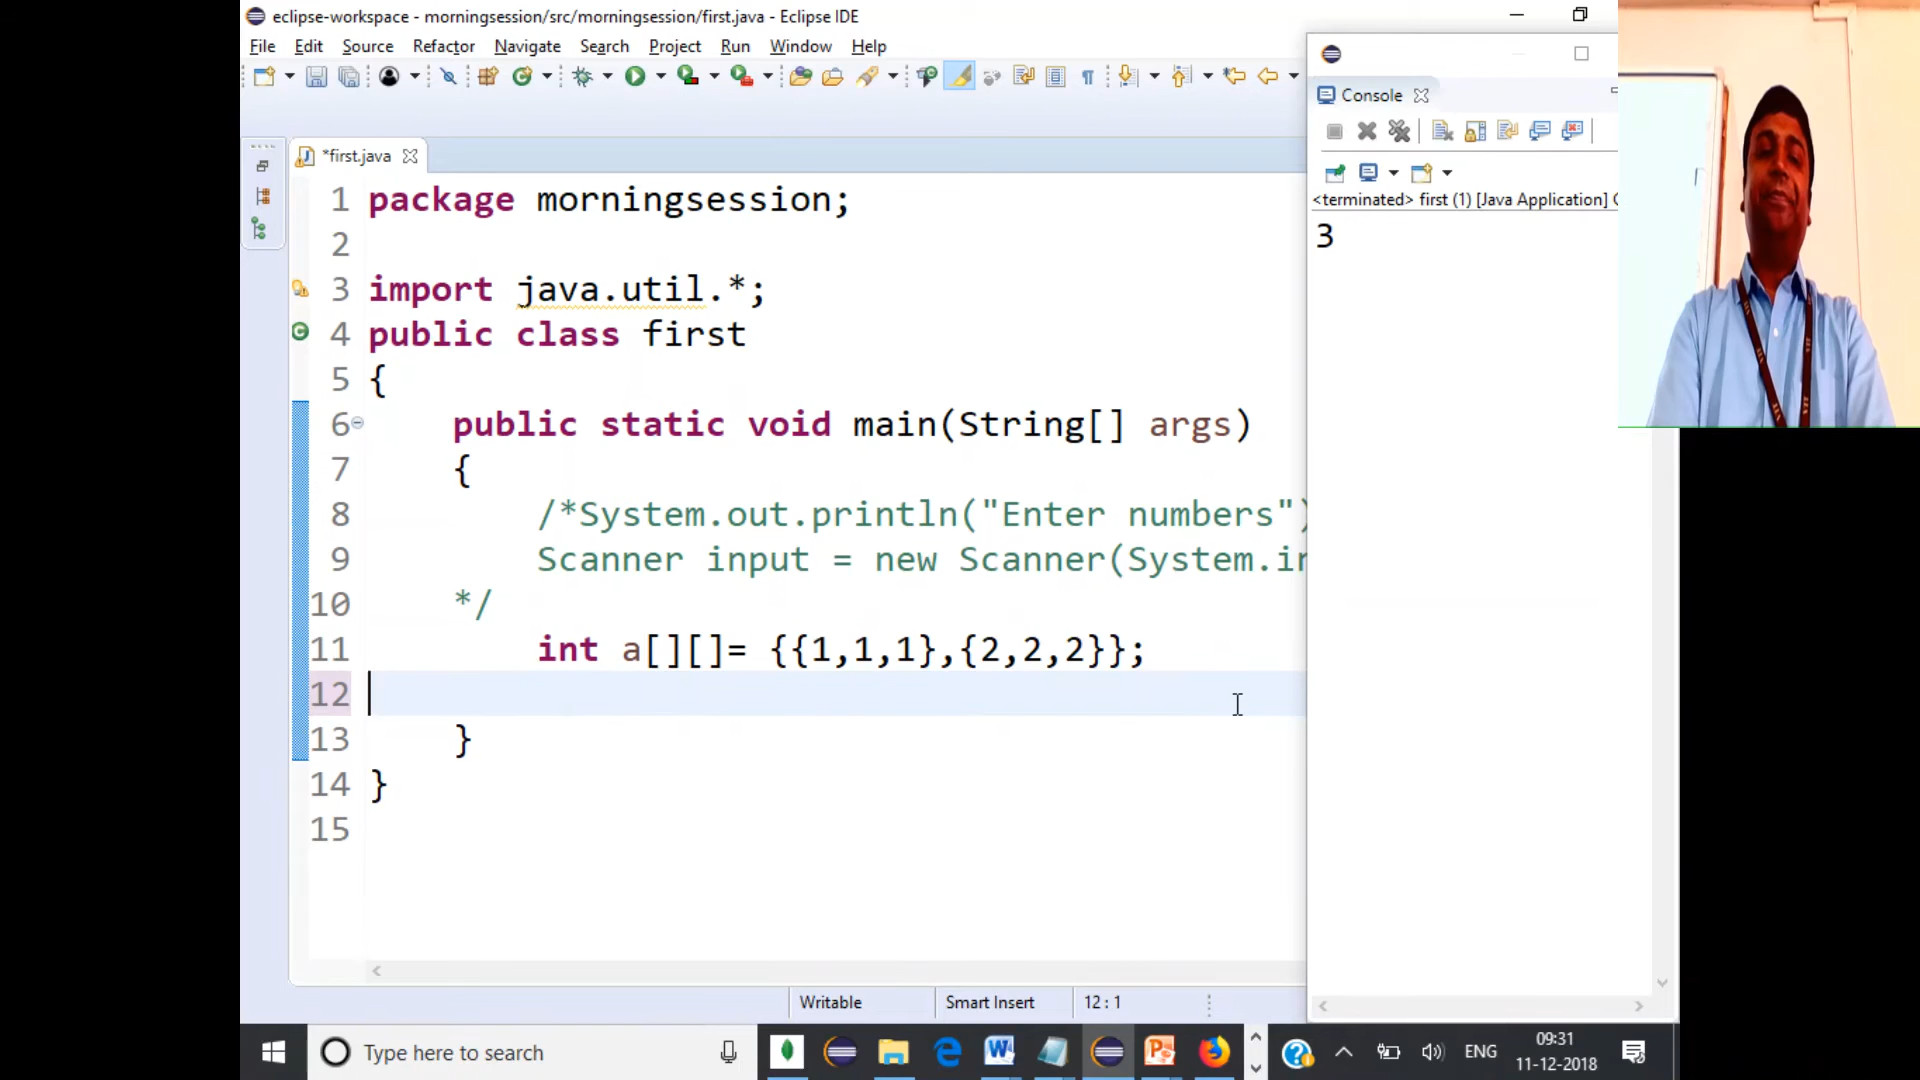 eclipse-workspace - morningsession/src/morningsession/first.java - Eclipse IDE
File Edit Source Refactor Navigate Search Project Run Window Help
*first.java
1 package morningsession;
2
3 import java.util.*;
4 public class first
5 {
6 public static void main(String[] args)
7 {
8 /*System.out.println("Enter numbers")
9 Scanner input = new Scanner(System.in
10 */
11 int a[][]= {{1,1,1},{2,2,2}};
12
13 }
14 }
15
Console
<terminated> first (1) [Java Application]
3
Writable Smart Insert 12 : 1
Type here to search
ENG
09:31
11-12-2018